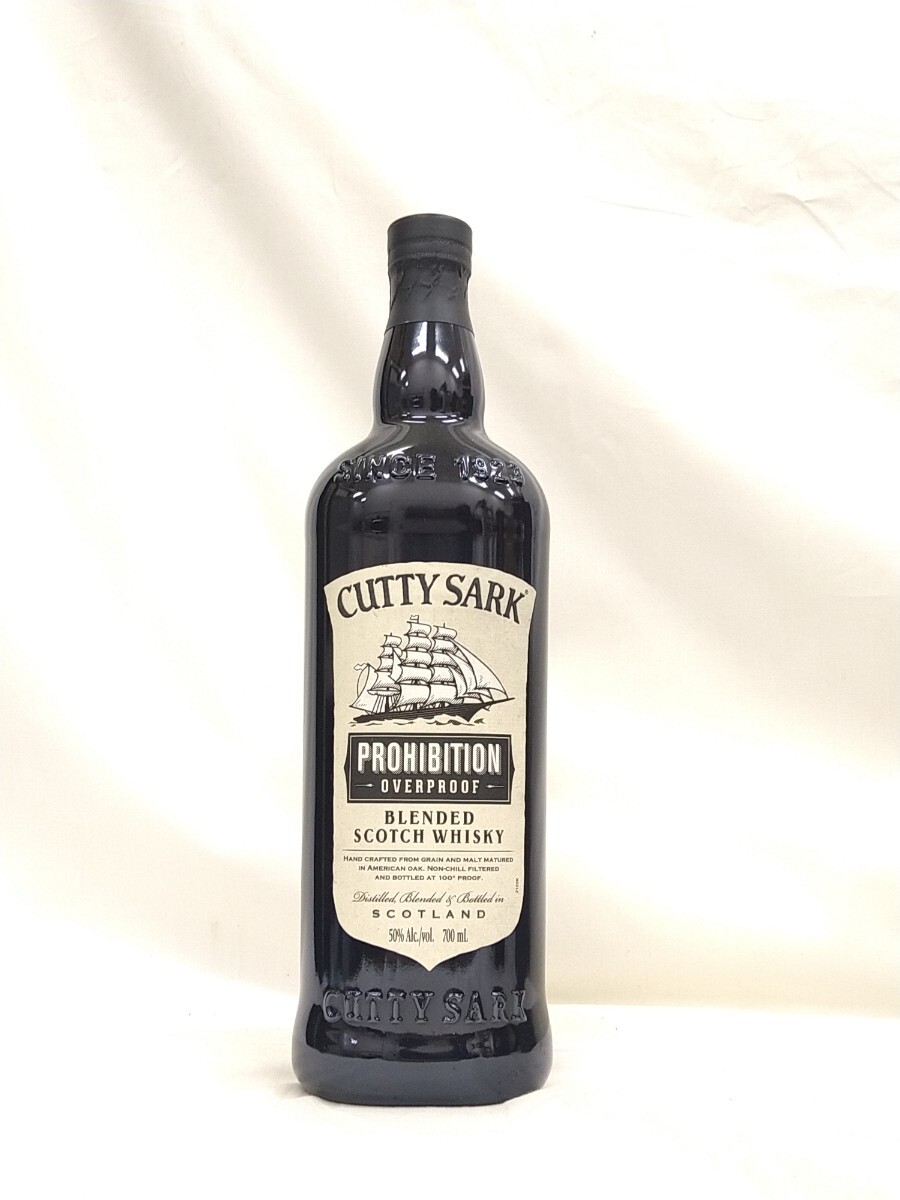 SINCE 1923
CUTTY SARK®
PROHIBITION
OVERPROOF
BLENDED
SCOTCH WHISKY
HAND CRAFTED FROM GRAIN AND MALT MATURED
IN AMERICAN OAK. NON-CHILL FILTERED
AND BOTTLED AT 100° PROOF.
Distilled, Blended & Bottled in
SCOTLAND
50% Alc./vol. 700 mL
CUTTY SARK